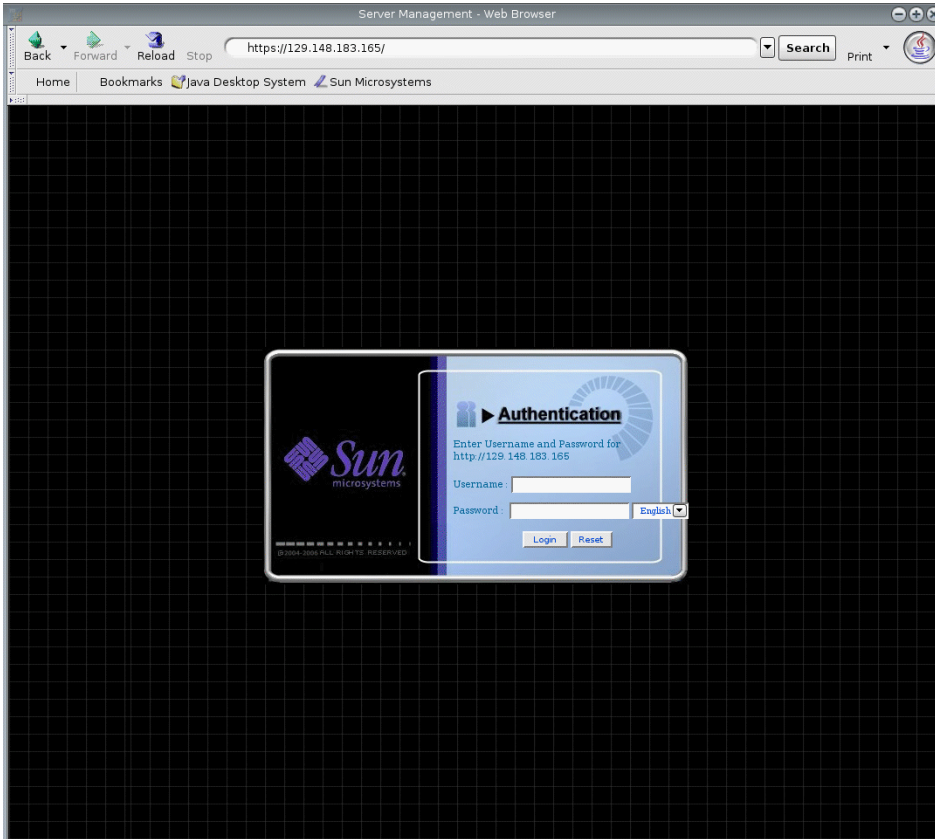 Server Management - Web Browser
Back Forward Reload Stop https://129.148.183.165/ Search Print
Home Bookmarks Java Desktop System Sun Microsystems
Authentication
Enter Username and Password for
http://129.148.183.165
Sun
microsystems
Username :
Password : English
Login Reset
@2004-2006 ALL RIGHTS RESERVED